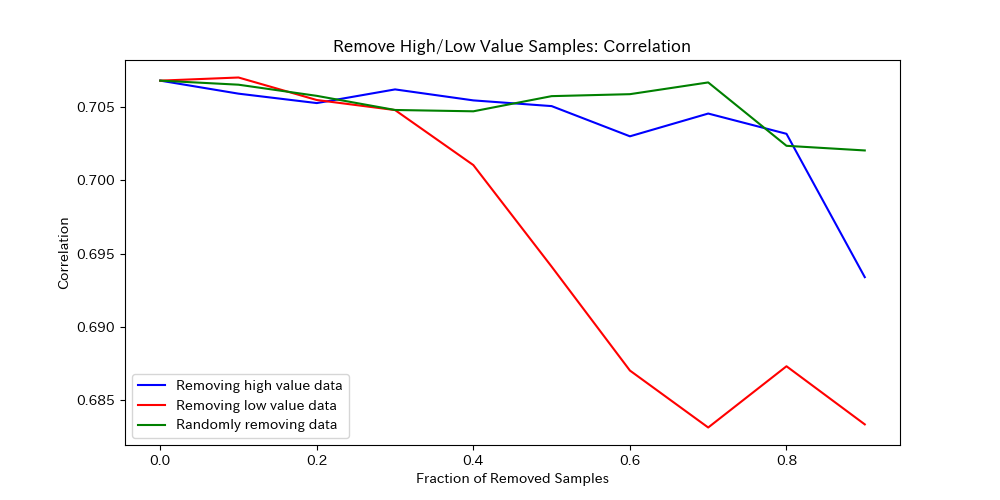 Remove High/Low Value Samples: Correlation
Correlation
0.705
0.700
0.695
0.690
0.685
Removing high value data
Removing low value data
Randomly removing data
0.0
0.2
0.4
0.6
0.8
Fraction of Removed Samples